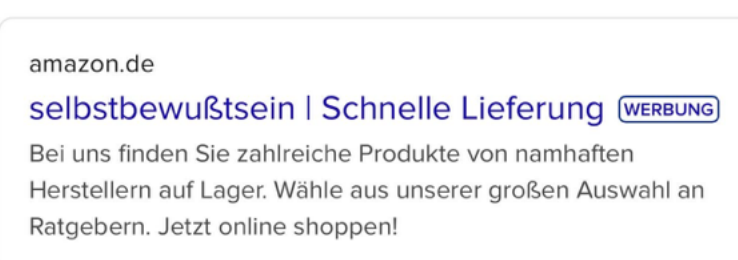 amazon.de
selbstbewußtsein | Schnelle Lieferung WERBUNG
Bei uns finden Sie zahlreiche Produkte von namhaften
Herstellern auf Lager. Wähle aus unserer großen Auswahl an
Ratgebern. Jetzt online shoppen!